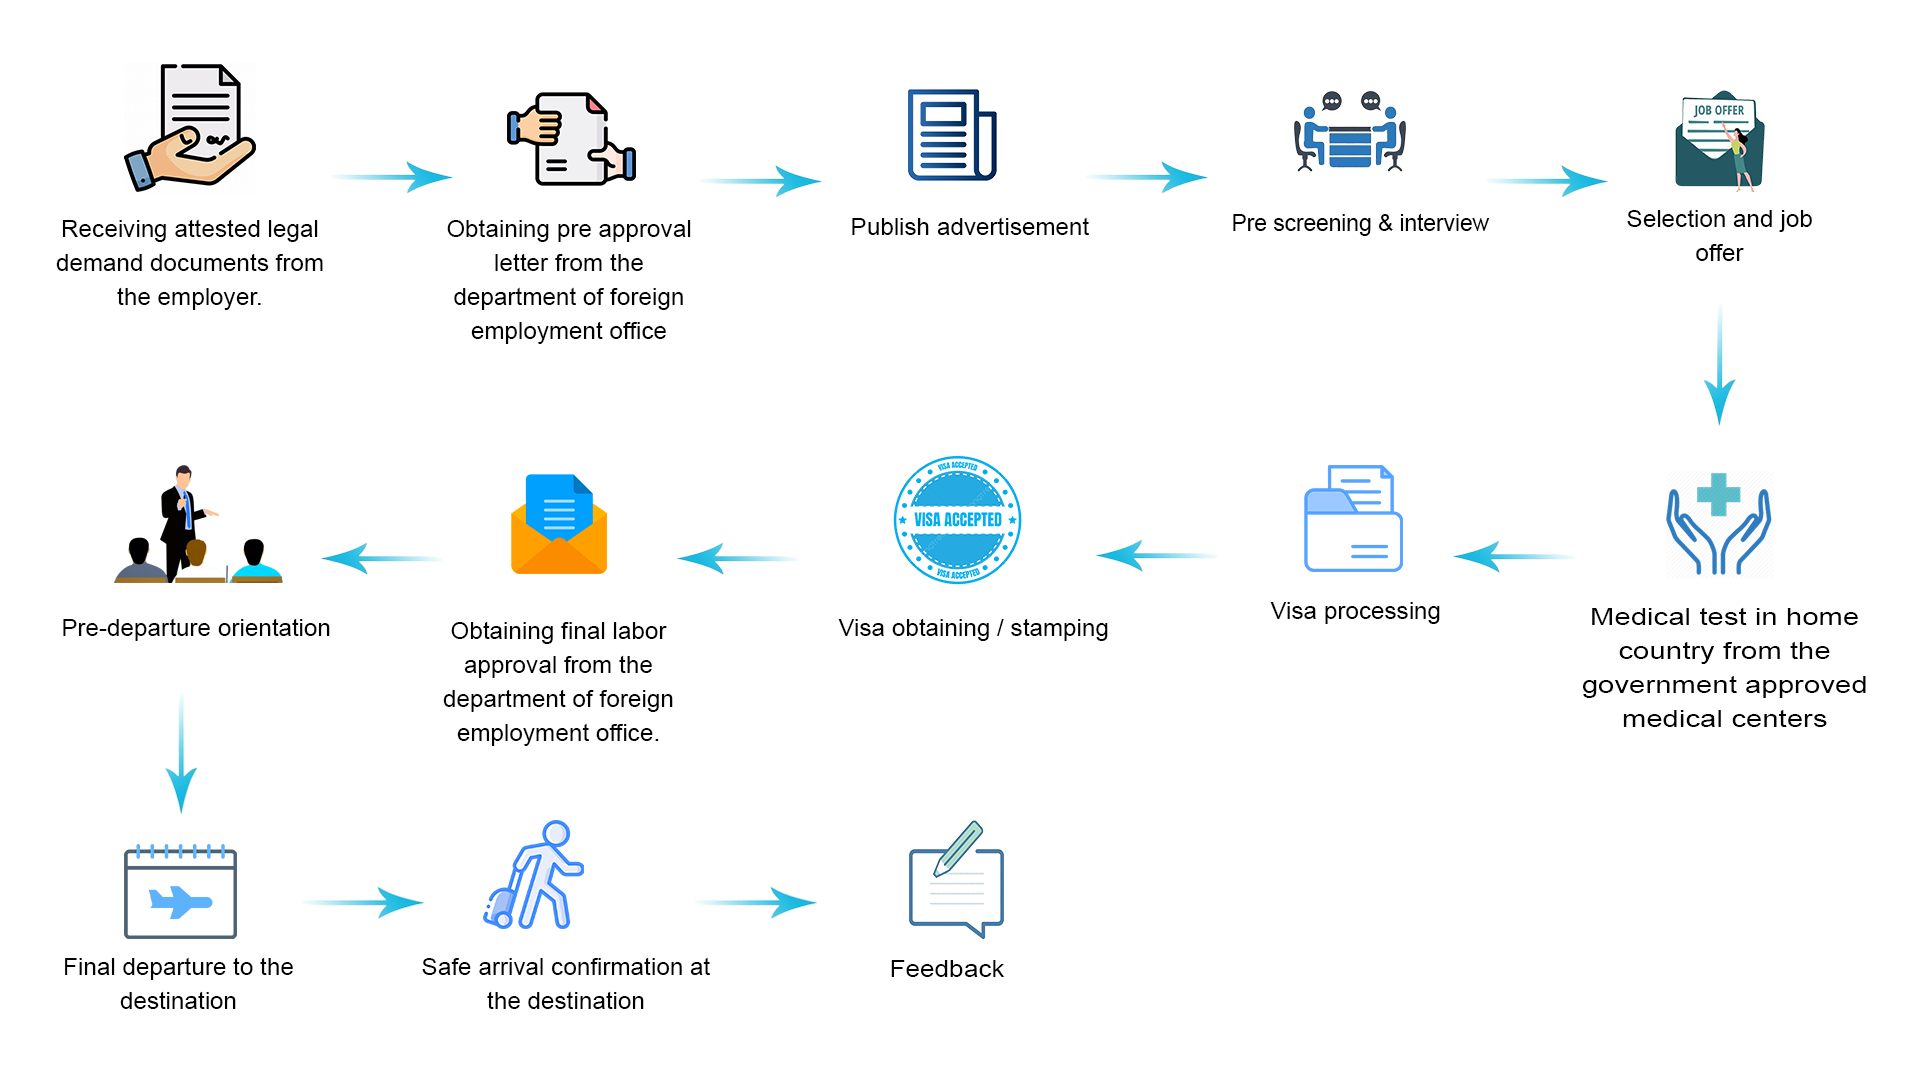 JOB OFFER
Receiving attested legal
demand documents from
the employer.
Obtaining pre approval
letter from the
department of foreign
employment office
Publish advertisement
Pre screening & interview
Selection and job
offer
VISA ACCEPTED
VISA ACCEPTED
VISA ACCEPTED
Medical test in home
country from the
government approved
medical centers
Visa processing
Visa obtaining / stamping
Obtaining final labor
approval from the
department of foreign
employment office.
Pre-departure orientation
Final departure to the
destination
Safe arrival confirmation at
the destination
Feedback